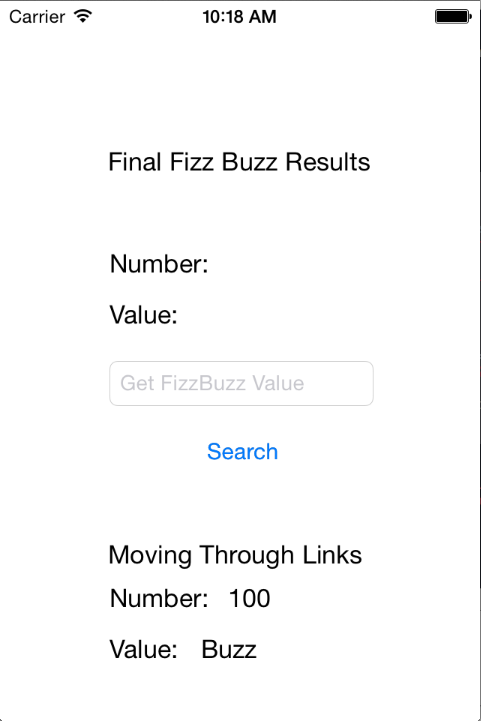 Carrier 10:18 AM
Final Fizz Buzz Results
Number:
Value:
Get FizzBuzz Value
Search
Moving Through Links
Number: 100
Value: Buzz